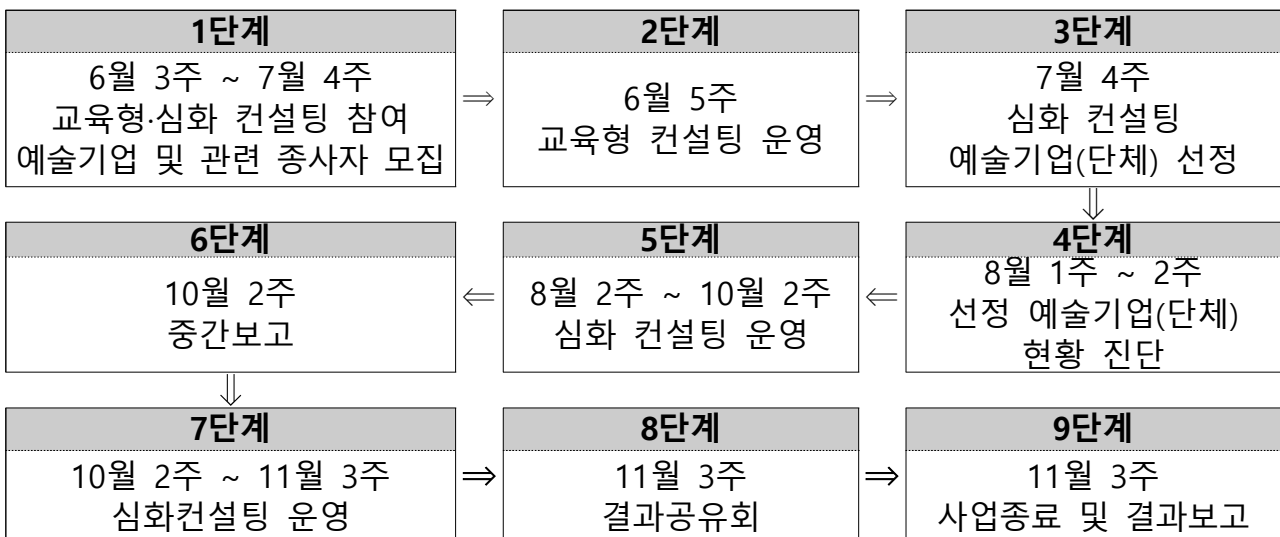 1단계
6월 3주 ~ 7월 4주
교육형·심화 컨설팅 참여
예술기업 및 관련 종사자 모집
⇒
2단계
6월 5주
교육형 컨설팅 운영
⇒
3단계
7월 4주
심화 컨설팅
예술기업(단체) 선정
⇓
4단계
8월 1주 ~ 2주
선정 예술기업(단체)
현황 진단
⇐
5단계
8월 2주 ~ 10월 2주
심화 컨설팅 운영
⇐
6단계
10월 2주
중간보고
⇓
7단계
10월 2주 ~ 11월 3주
심화컨설팅 운영
⇒
8단계
11월 3주
결과공유회
⇒
9단계
11월 3주
사업종료 및 결과보고